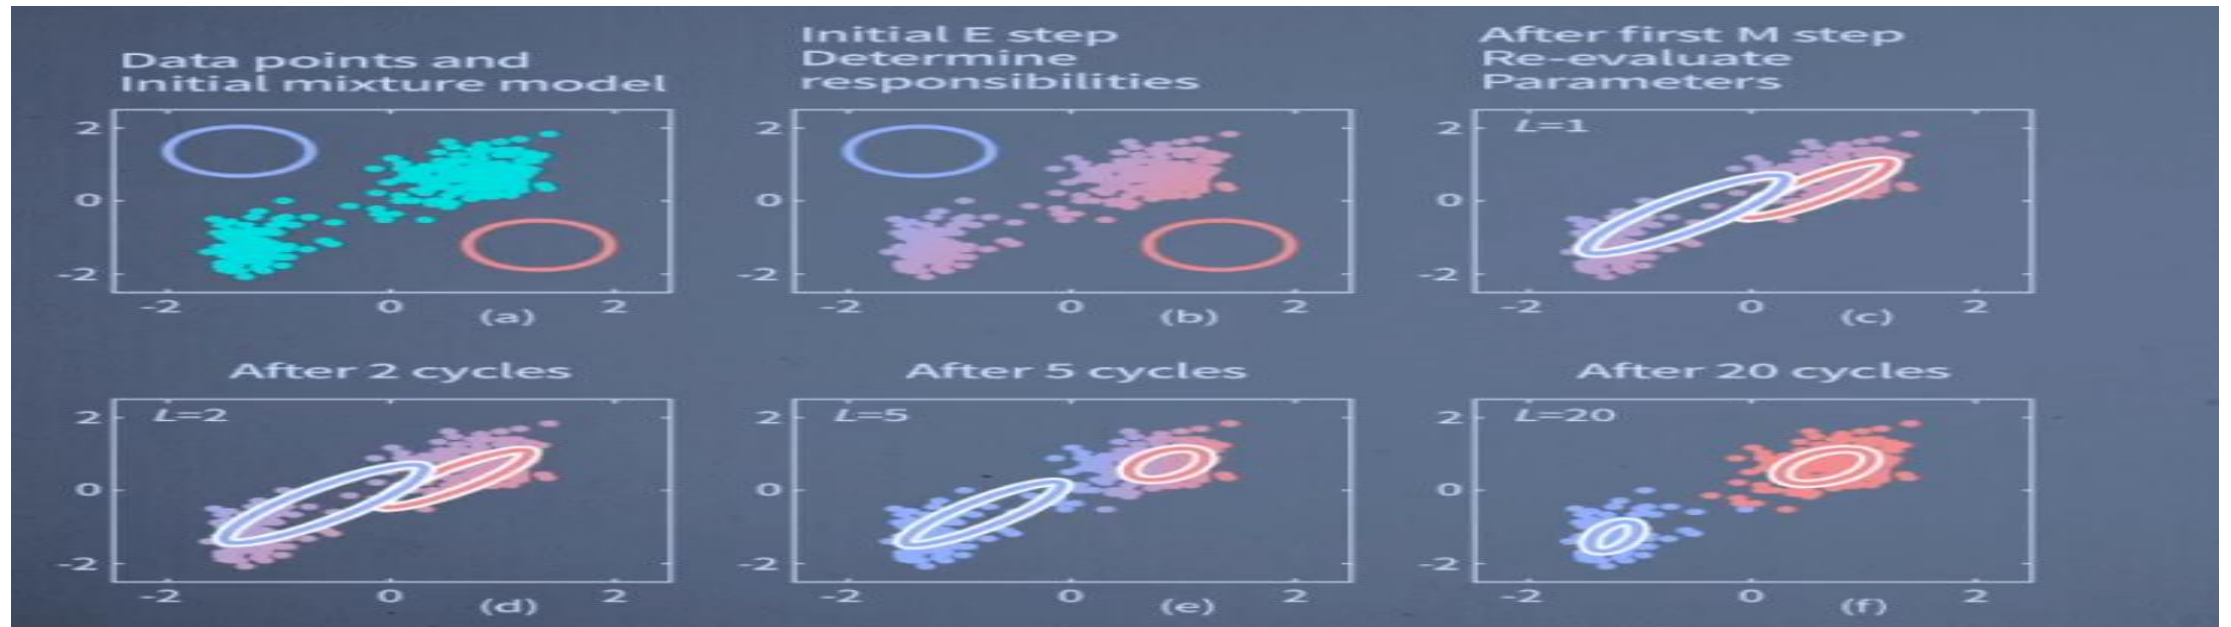 Data points and
Initial mixture model
2
0
-2
-2 0 2
(a)
Initial E step
Determine
responsibilities
2
0
-2
-2 0 2
(b)
After first M step
Re-evaluate
Parameters
L=1
2
0
-2
-2 0 2
(c)
After 2 cycles
L=2
2
0
-2
-2 0 2
(d)
After 5 cycles
L=5
2
0
-2
-2 0 2
(e)
After 20 cycles
L=20
2
0
-2
-2 0 2
(f)